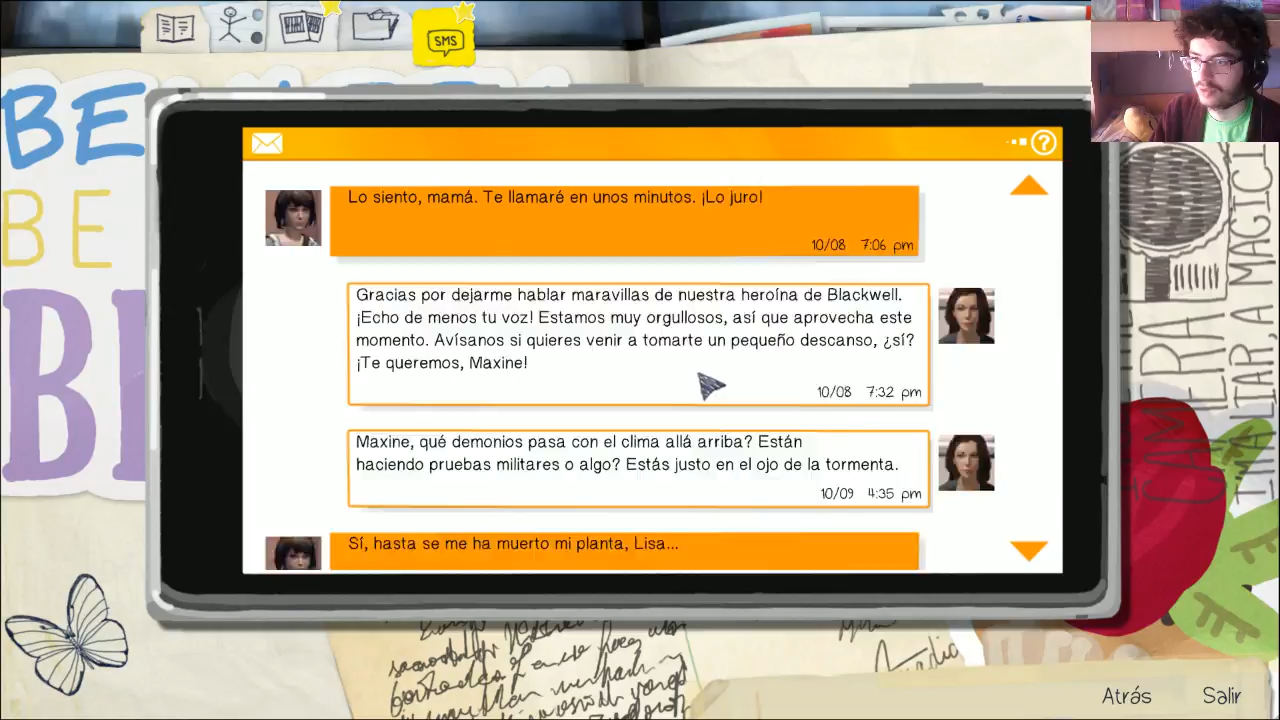 SMS
BE
BE
Lo siento, mamá. Te llamaré en unos minutos. ¡Lo juro!
10/08 7:06 pm
Gracias por dejarme hablar maravillas de nuestra heroína de Blackwell.
¡Echo de menos tu voz! Estamos muy orgullosos, así que aprovecha este
momento. Avísanos si quieres venir a tomarte un pequeño descanso, ¿sí?
¡Te queremos, Maxine!
10/08 7:32 pm
Maxine, qué demonios pasa con el clima allá arriba? Están
haciendo pruebas militares o algo? Estás justo en el ojo de la tormenta.
10/09 4:35 pm
Sí, hasta se me ha muerto mi planta, Lisa...
CAMERA
Atrás
Salir